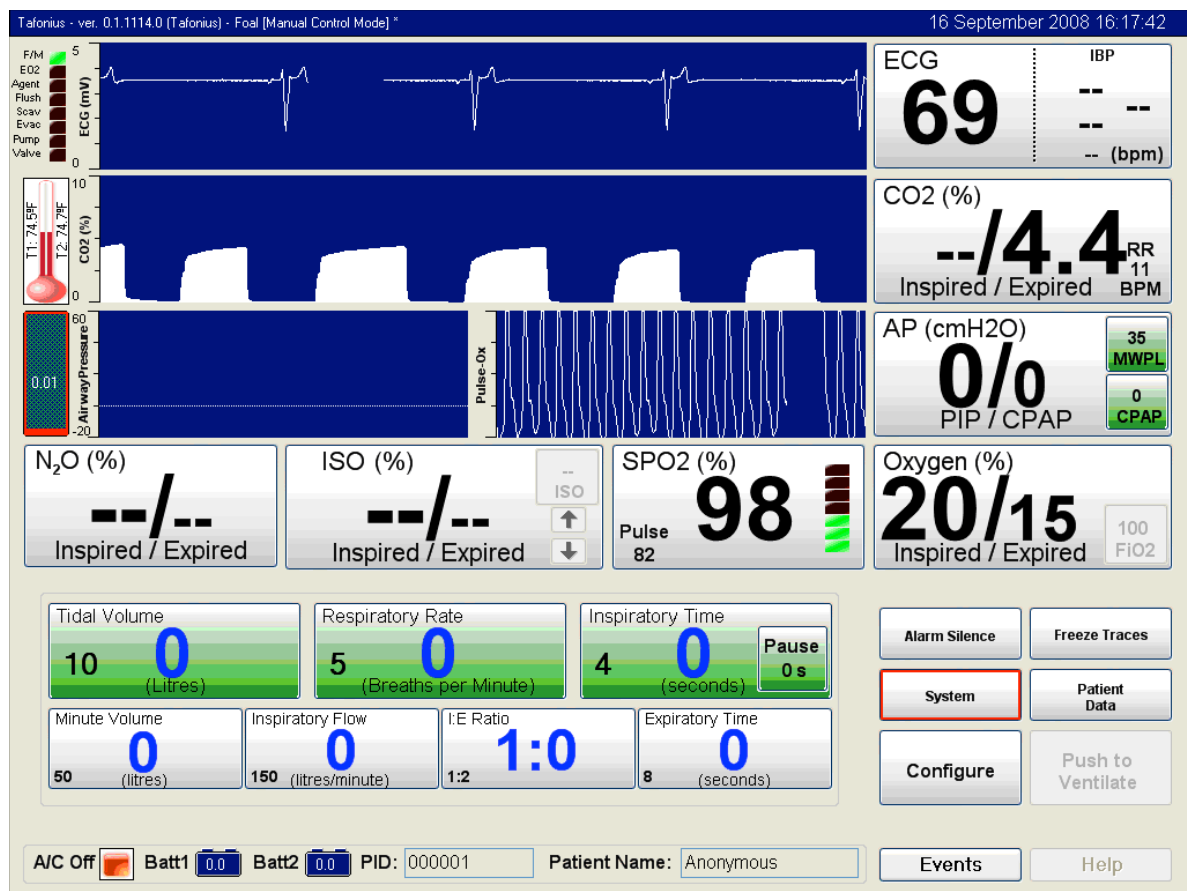 Tafonius - ver. 0.1.1114.0 (Tafonius) - Foal [Manual Control Mode] *
16 September 2008 16:17:42
F/M
EO2
Agent
Flush
Scav
Evac
Pump
Valve
5
ECG (mV)
0
ECG
69
IBP
--
--
--
-- (bpm)
T1: 74.5ºF
T2: 74.7ºF
10
CO2 (%)
0
CO2 (%)
--/4.4
RR
11
BPM
Inspired / Expired
0.01
60
AirwayPressure
-20
Pulse-Ox
AP (cmH2O)
0/0
PIP / CPAP
35
MWPL
0
CPAP
N2O (%)
--/--
Inspired / Expired
ISO (%)
--/--
Inspired / Expired
--
ISO
SPO2 (%)
98
Pulse
82
Oxygen (%)
20/15
Inspired / Expired
100
FiO2
Tidal Volume
10 0
(Litres)
Respiratory Rate
5 0
(Breaths per Minute)
Inspiratory Time
4 0
(seconds)
Pause
0 s
Minute Volume
0
50 (litres)
Inspiratory Flow
0
150 (litres/minute)
I:E Ratio
1:0
1:2
Expiratory Time
0
8 (seconds)
Alarm Silence
Freeze Traces
System
Patient
Data
Configure
Push to
Ventilate
A/C Off Batt1 0.0 Batt2 0.0 PID: 000001 Patient Name: Anonymous
Events
Help